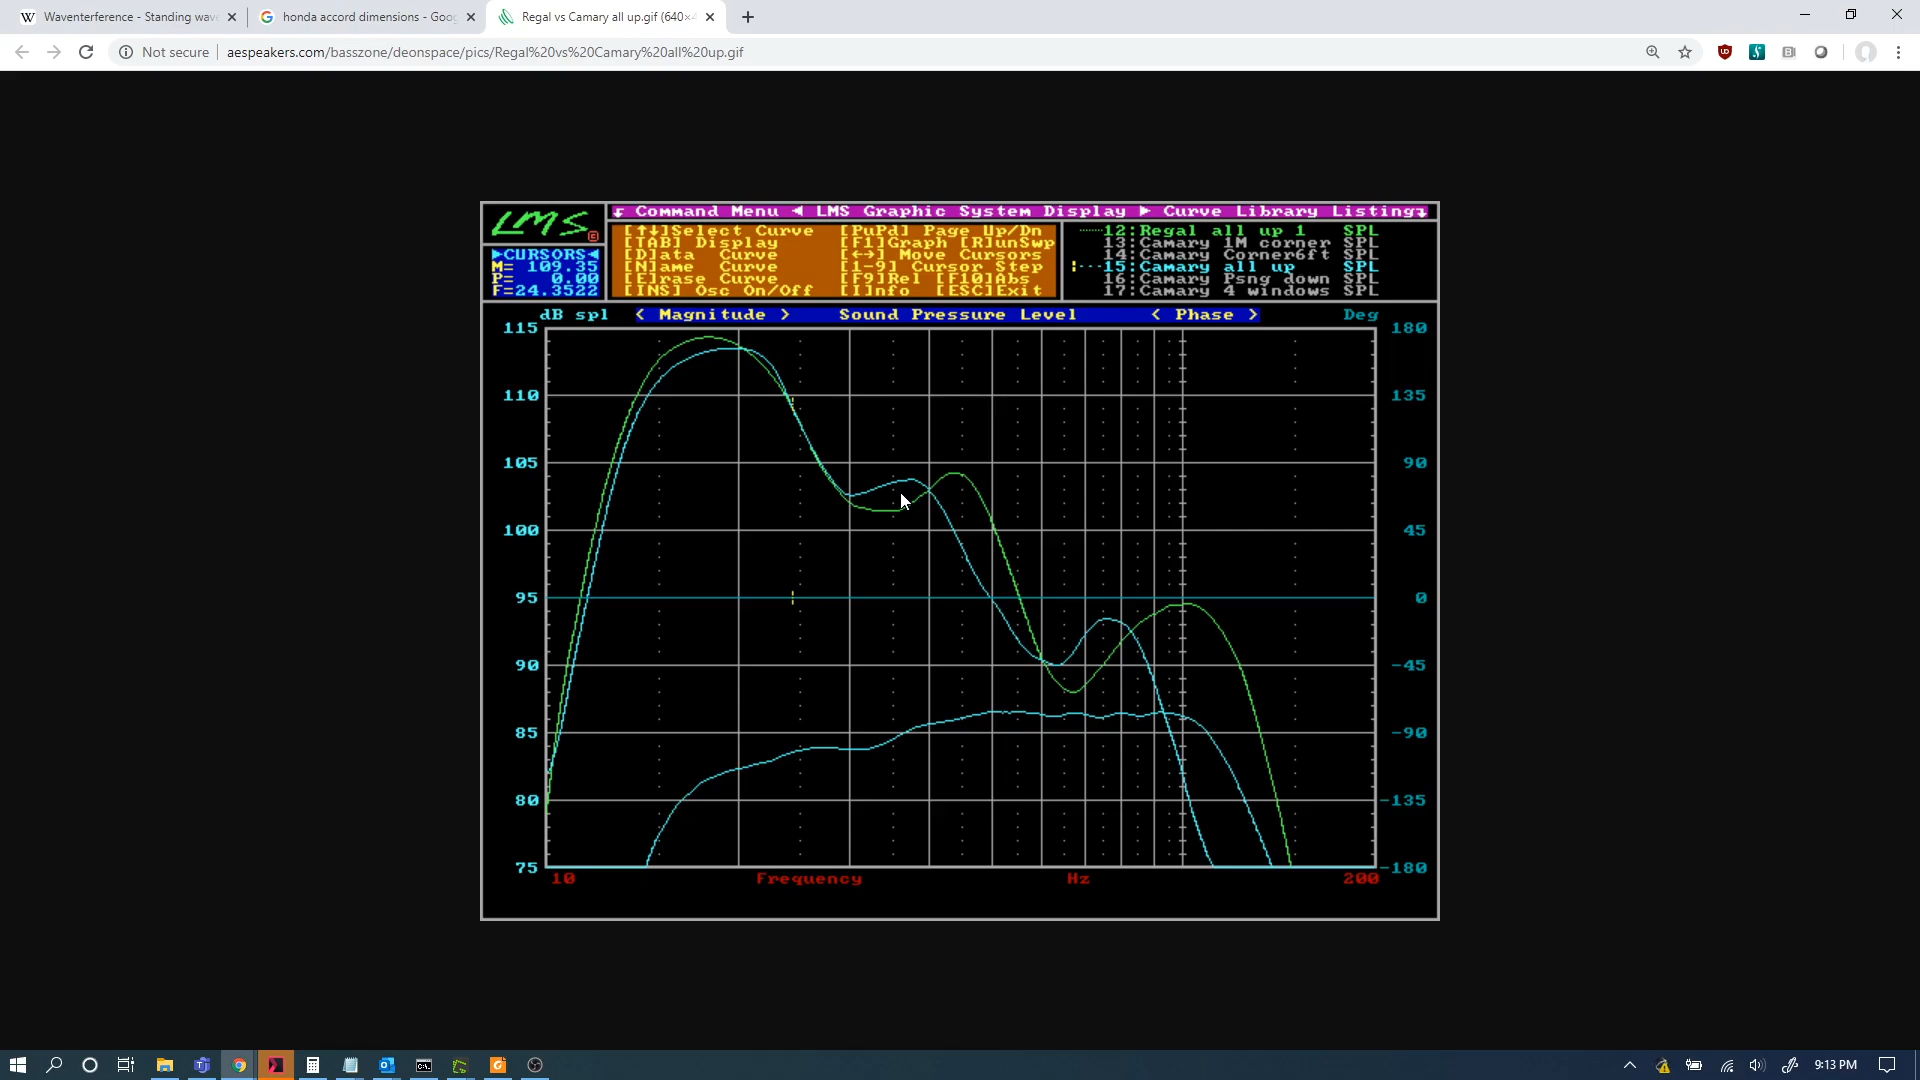 Waventerference - Standing wav
honda accord dimensions - Goog
Regal vs Camary all up.gif (640×4
Not secure
aespeakers.com/basszone/deonspace/pics/Regal%20vs%20Camary%20all%20up.gif
LMS
Command Menu ◄ LMS Graphic System Display ► Curve Library Listing
►CURSORS◄
M= 109.35
P= 0.00
F=24.3522
[↑↓]Select Curve [PuPd] Page Up/Dn
[TAB] Display [F1]Graph [R]unSwp
[D]ata Curve [←→] Move Cursors
[N]ame Curve [1-9] Cursor Step
[E]rase Curve [F9]Rel [F10]Abs
[INS] Osc On/Off [I]nfo [ESC]Exit
12:Regal all up 1 SPL
13:Camary 1M corner SPL
14:Camary Corner6ft SPL
15:Camary all up SPL
16:Camary Psng down SPL
17:Camary 4 windows SPL
dB spl < Magnitude > Sound Pressure Level < Phase > Deg
115 180
110 135
105 90
100 45
95 0
90 -45
85 -90
80 -135
75 -180
10 Frequency Hz 200
9:13 PM